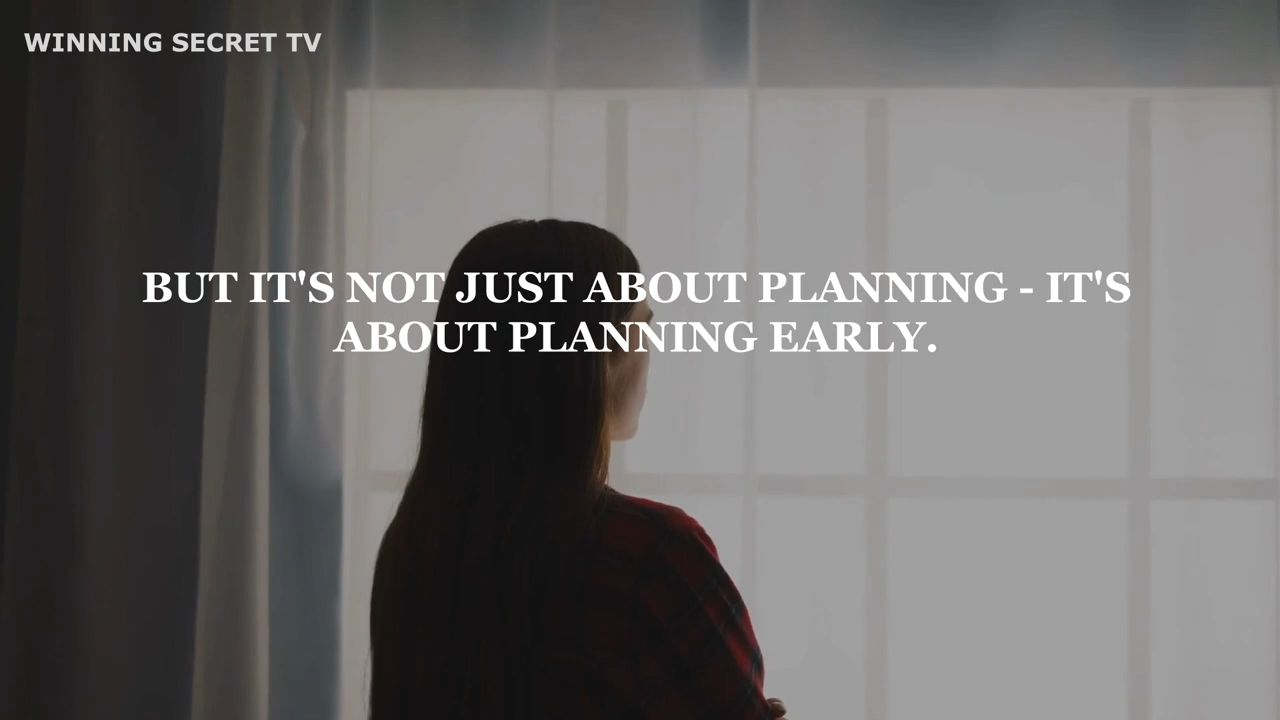 WINNING SECRET TV
BUT IT'S NOT JUST ABOUT PLANNING - IT'S
ABOUT PLANNING EARLY.